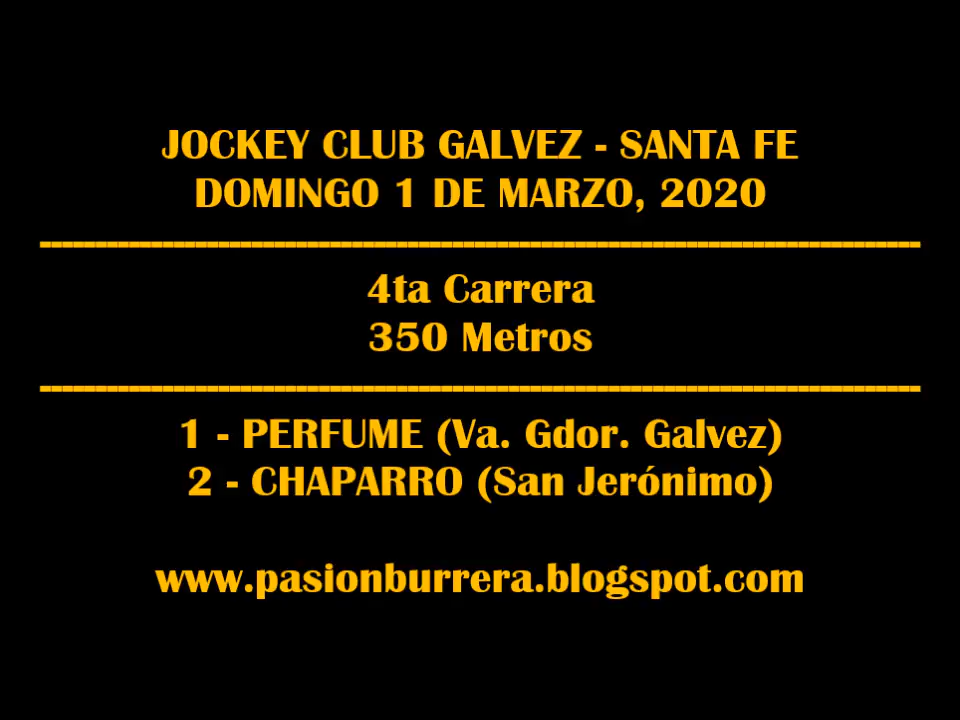 JOCKEY CLUB GALVEZ - SANTA FE
DOMINGO 1 DE MARZO, 2020
--------------------------------------------------------------------------------
4ta Carrera
350 Metros
--------------------------------------------------------------------------------
1 - PERFUME (Va. Gdor. Galvez)
2 - CHAPARRO (San Jerónimo)
www.pasionburrera.blogspot.com